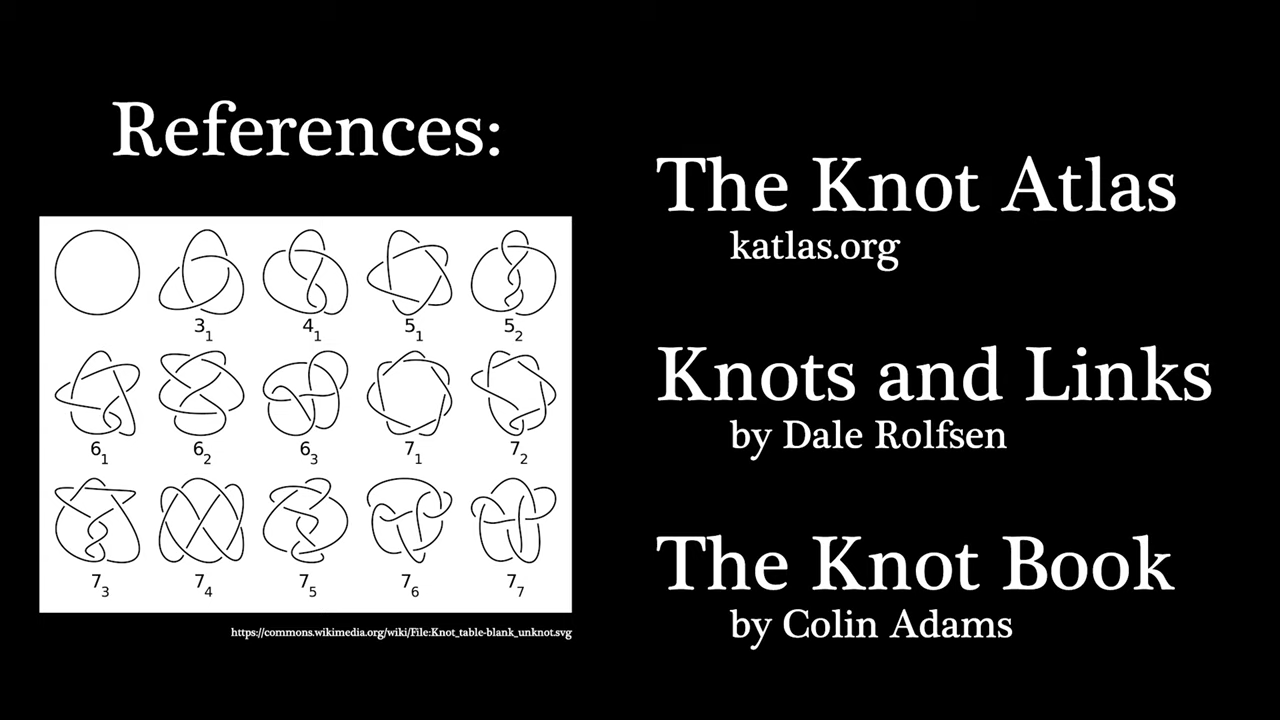 References:
3₁ 4₁ 5₁ 5₂
6₁ 6₂ 6₃ 7₁ 7₂
7₃ 7₄ 7₅ 7₆ 7₇
https://commons.wikimedia.org/wiki/File:Knot_table-blank_unknot.svg
The Knot Atlas
katlas.org
Knots and Links
by Dale Rolfsen
The Knot Book
by Colin Adams